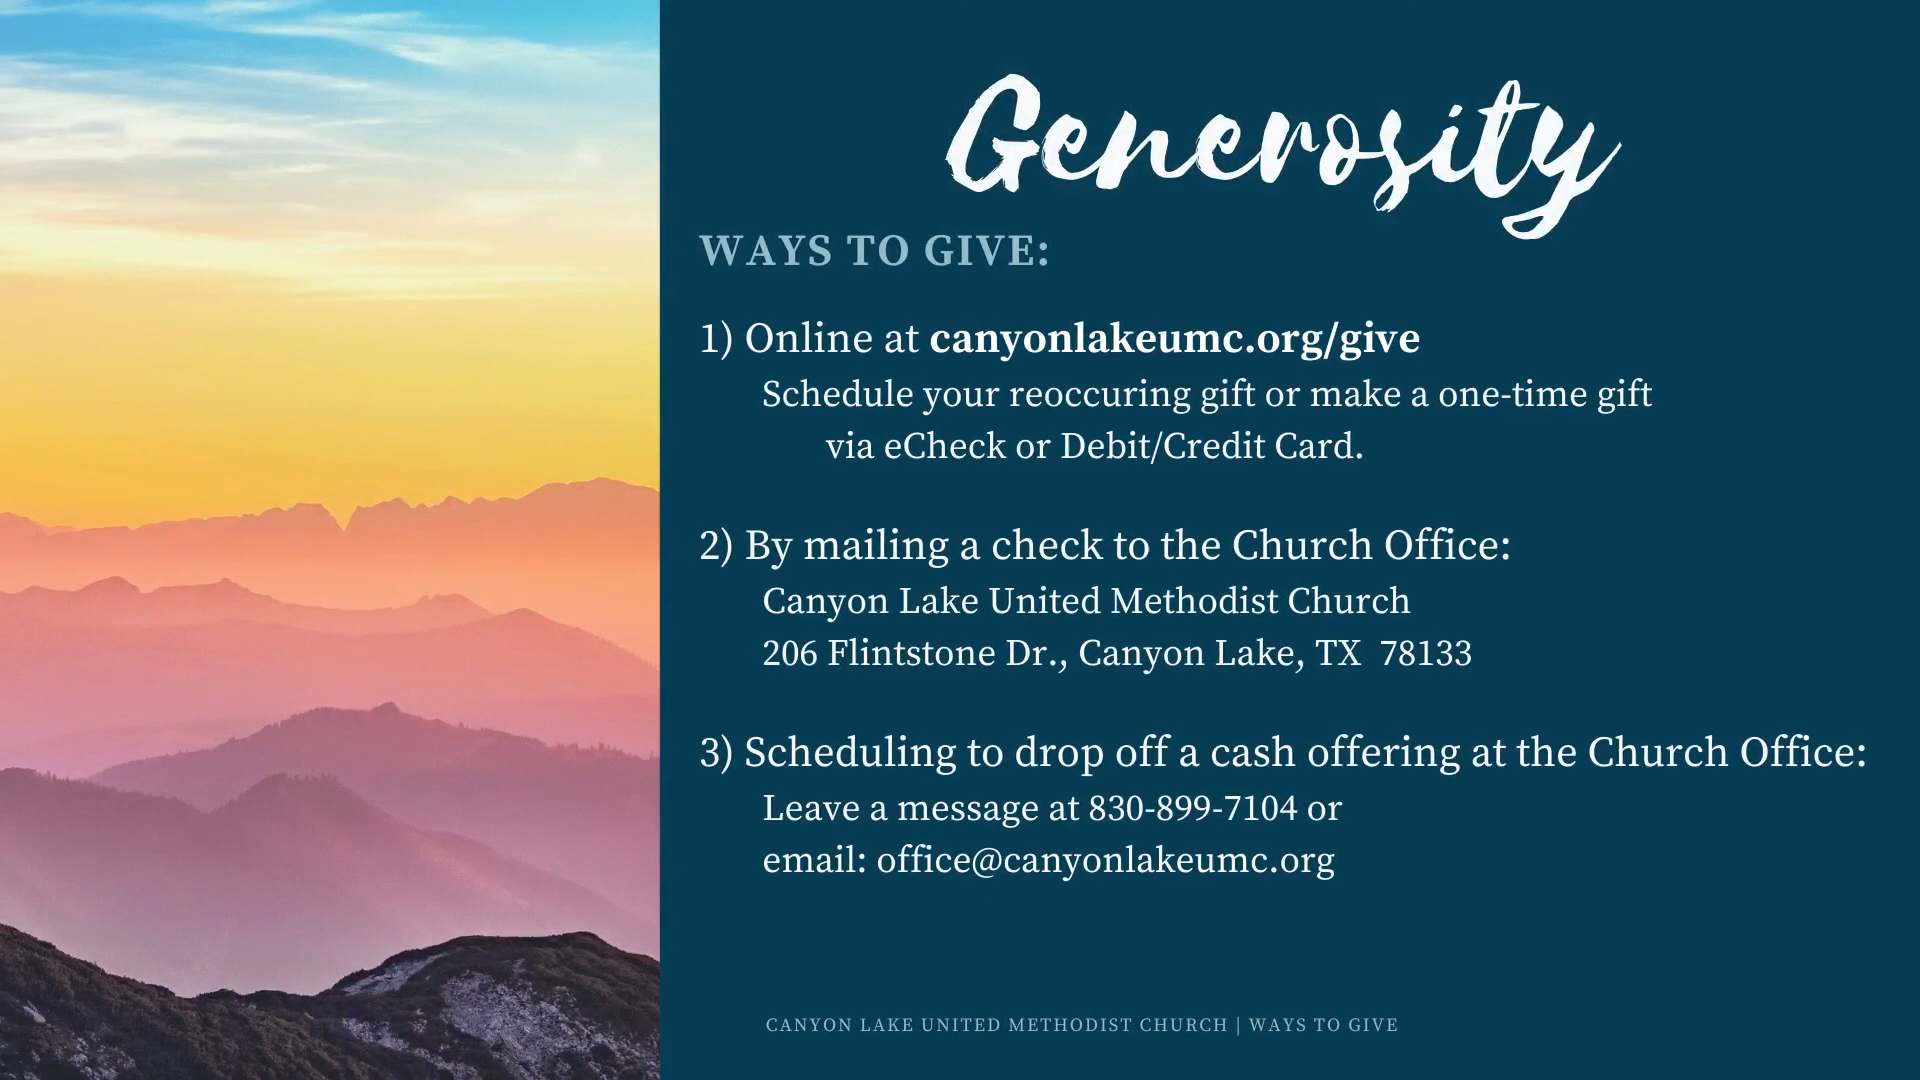 Generosity
WAYS TO GIVE:
1) Online at canyonlakeumc.org/give
Schedule your reoccuring gift or make a one-time gift
via eCheck or Debit/Credit Card.
2) By mailing a check to the Church Office:
Canyon Lake United Methodist Church
206 Flintstone Dr., Canyon Lake, TX  78133
3) Scheduling to drop off a cash offering at the Church Office:
Leave a message at 830-899-7104 or
email: office@canyonlakeumc.org
CANYON LAKE UNITED METHODIST CHURCH | WAYS TO GIVE